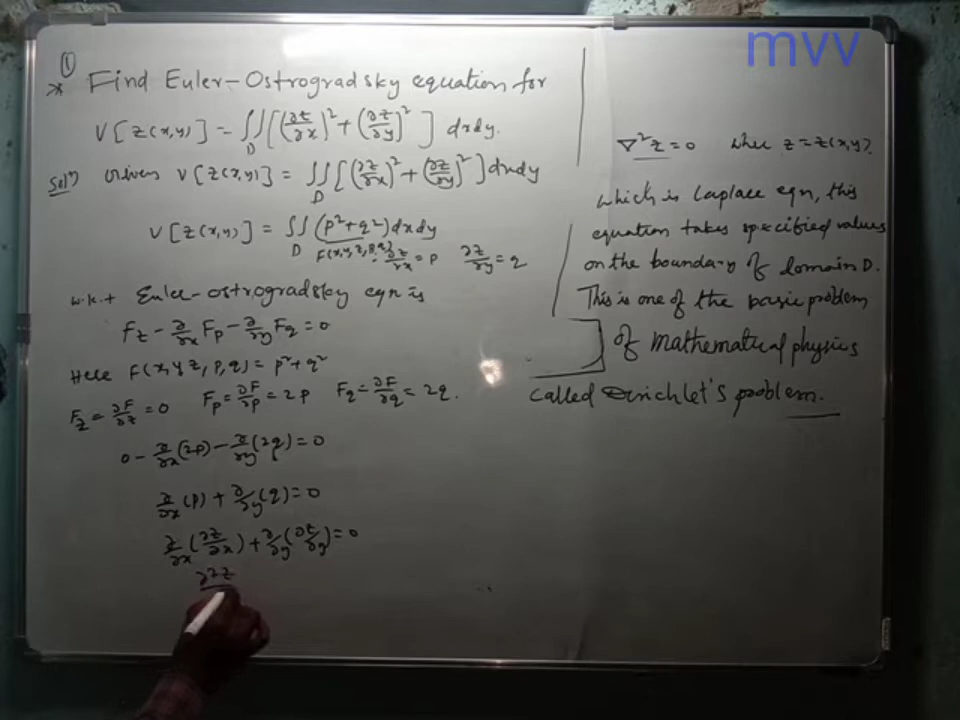 mvv
①
* Find Euler-Ostrogradsky equation for
V[z(x,y)] = ∬_D [(∂z/∂x)² + (∂z/∂y)²] dxdy.
Solⁿ Given V[z(x,y)] = ∬_D [(∂z/∂x)² + (∂z/∂y)²] dxdy
V[z(x,y)] = ∬_D (p²+q²) dxdy
F(x,y,z,p,q) ∵ ∂z/∂x = p ∂z/∂y = q
w.k.t Euler-ostrogradsky eqn is
F_z - ∂/∂x F_p - ∂/∂y F_q = 0
Here F(x,y,z,p,q) = p²+q²
F_z = ∂F/∂z = 0 F_p = ∂F/∂p = 2p F_q = ∂F/∂q = 2q.
0 - ∂/∂x (2p) - ∂/∂y (2q) = 0
∂/∂x (p) + ∂/∂y (q) = 0
∂/∂x (∂z/∂x) + ∂/∂y (∂z/∂y) = 0
∂²z
∇²z = 0 where z = z(x,y).
which is Laplace eqn, this
equation takes specified values
on the boundary of domain D.
This is one of the basic problem
of mathematical physics
called Dirichlet's problem.